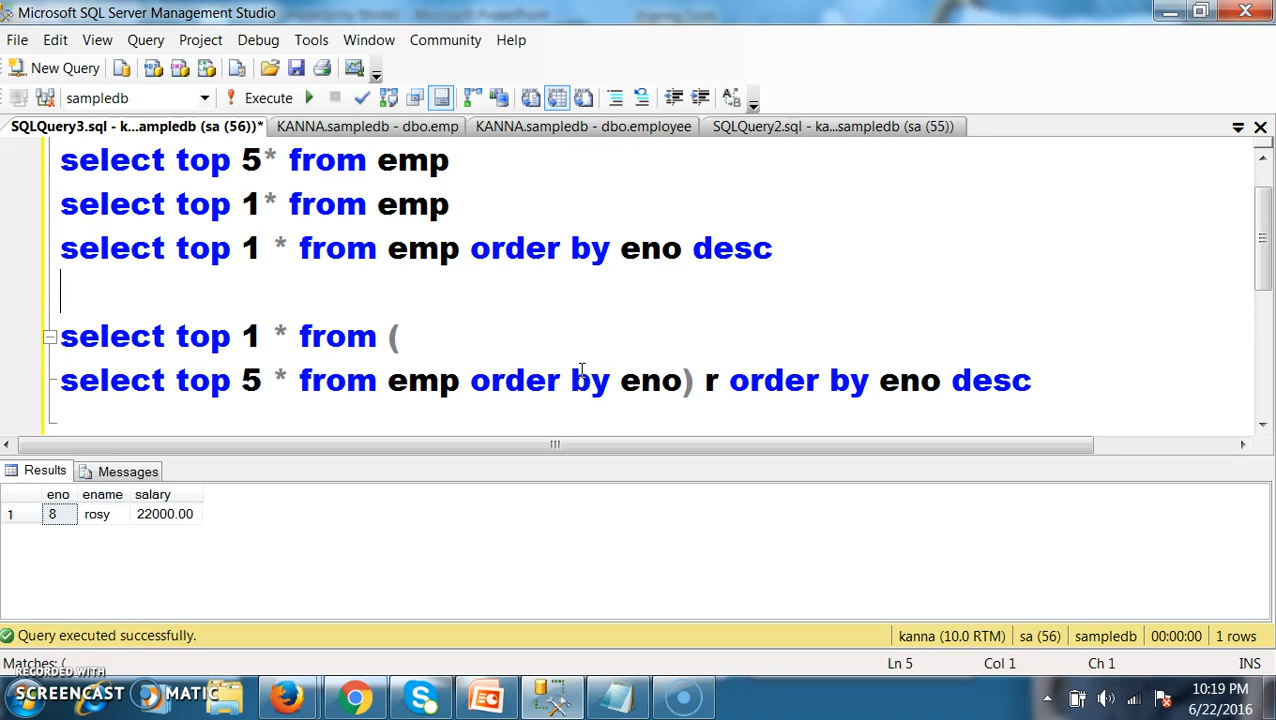 Microsoft SQL Server Management Studio
File Edit View Query Project Debug Tools Window Community Help
New Query
sampledb Execute
SQLQuery3.sql - k...ampledb (sa (56))* KANNA.sampledb - dbo.emp KANNA.sampledb - dbo.employee SQLQuery2.sql - ka...sampledb (sa (55))
select top 5* from emp
select top 1* from emp
select top 1 * from emp order by eno desc
select top 1 * from (
select top 5 * from emp order by eno) r order by eno desc
Results Messages
eno ename salary
1 8 rosy 22000.00
Query executed successfully. kanna (10.0 RTM) sa (56) sampledb 00:00:00 1 rows
Matches: ( Ln 5 Col 1 Ch 1 INS
RECORDED WITH
SCREENCAST MATIC
10:19 PM
6/22/2016